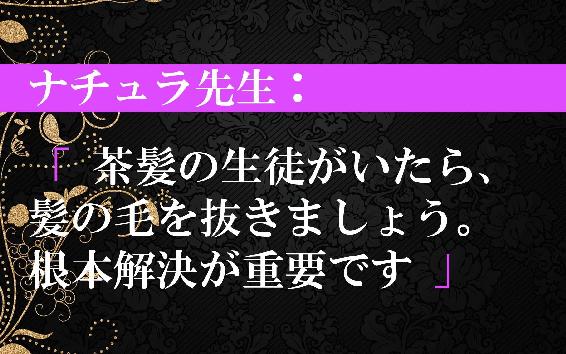 ナチュラ先生：
「 茶髪の生徒がいたら、
髪の毛を抜きましょう。
根本解決が重要です 」